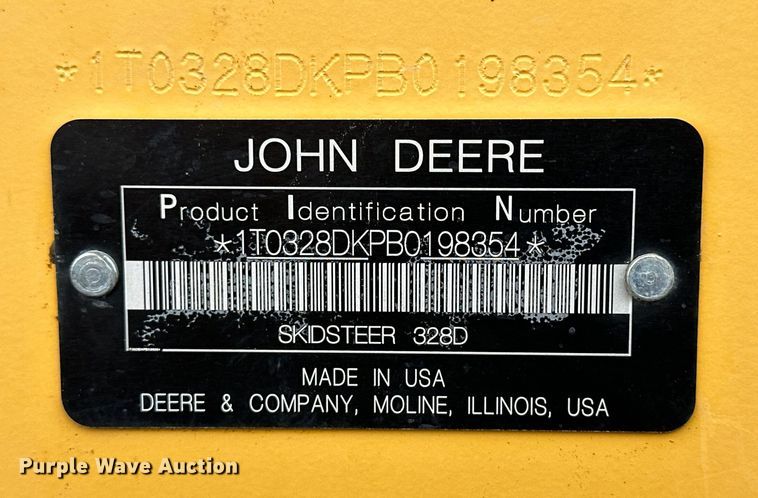 *1T0328DKPB0198354*
JOHN DEERE
Product Identification Number
*1T0328DKPB0198354*
SKIDSTEER 328D
MADE IN USA
DEERE & COMPANY, MOLINE, ILLINOIS, USA
Purple Wave Auction